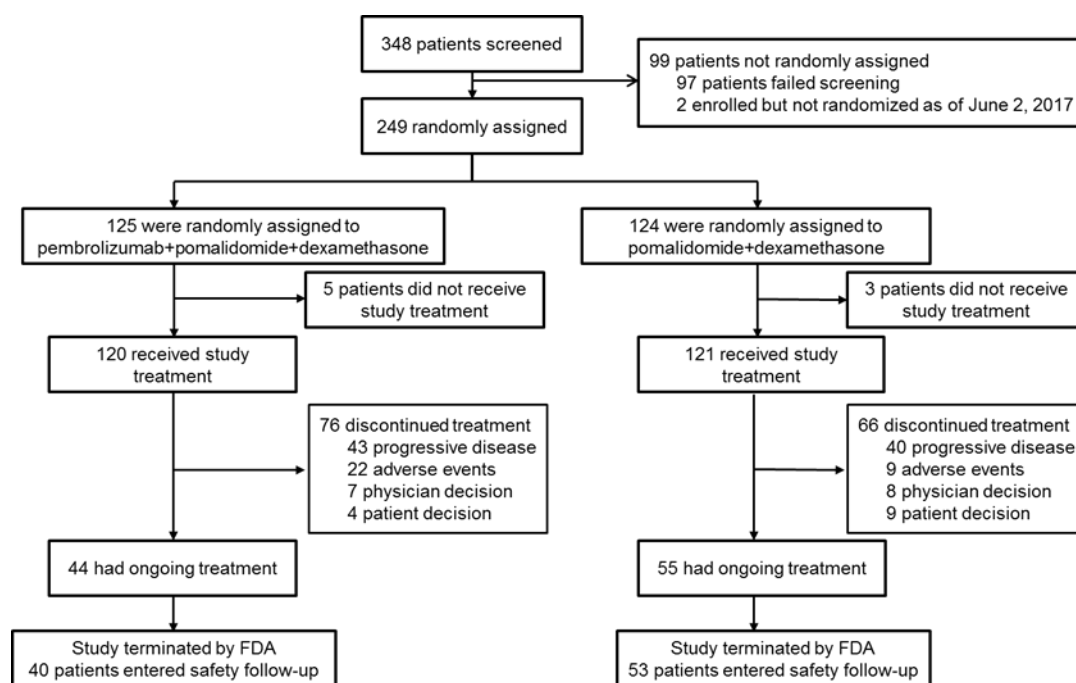 348 patients screened
99 patients not randomly assigned
97 patients failed screening
2 enrolled but not randomized as of June 2, 2017
249 randomly assigned
125 were randomly assigned to
pembrolizumab+pomalidomide+dexamethasone
124 were randomly assigned to
pomalidomide+dexamethasone
5 patients did not receive
study treatment
3 patients did not receive
study treatment
120 received study
treatment
121 received study
treatment
76 discontinued treatment
43 progressive disease
22 adverse events
7 physician decision
4 patient decision
66 discontinued treatment
40 progressive disease
9 adverse events
8 physician decision
9 patient decision
44 had ongoing treatment
55 had ongoing treatment
Study terminated by FDA
40 patients entered safety follow-up
Study terminated by FDA
53 patients entered safety follow-up